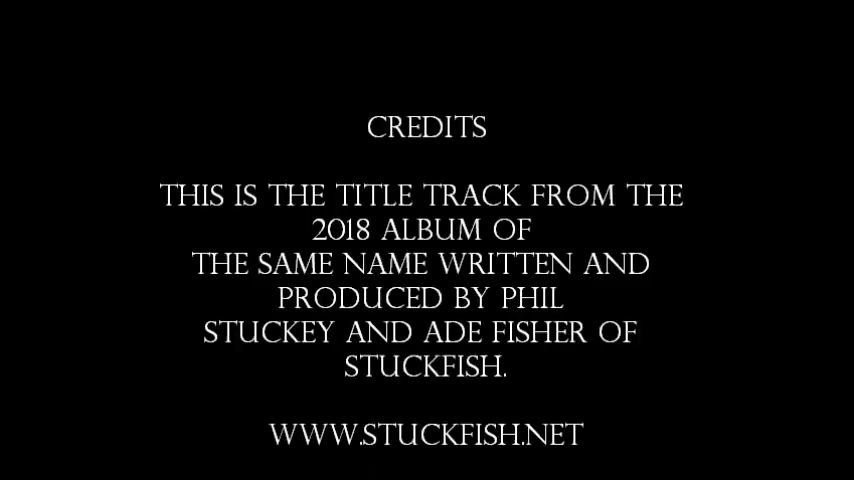 CREDITS
THIS IS THE TITLE TRACK FROM THE
2018 ALBUM OF
THE SAME NAME WRITTEN AND
PRODUCED BY PHIL
STUCKEY AND ADE FISHER OF
STUCKFISH.
WWW.STUCKFISH.NET